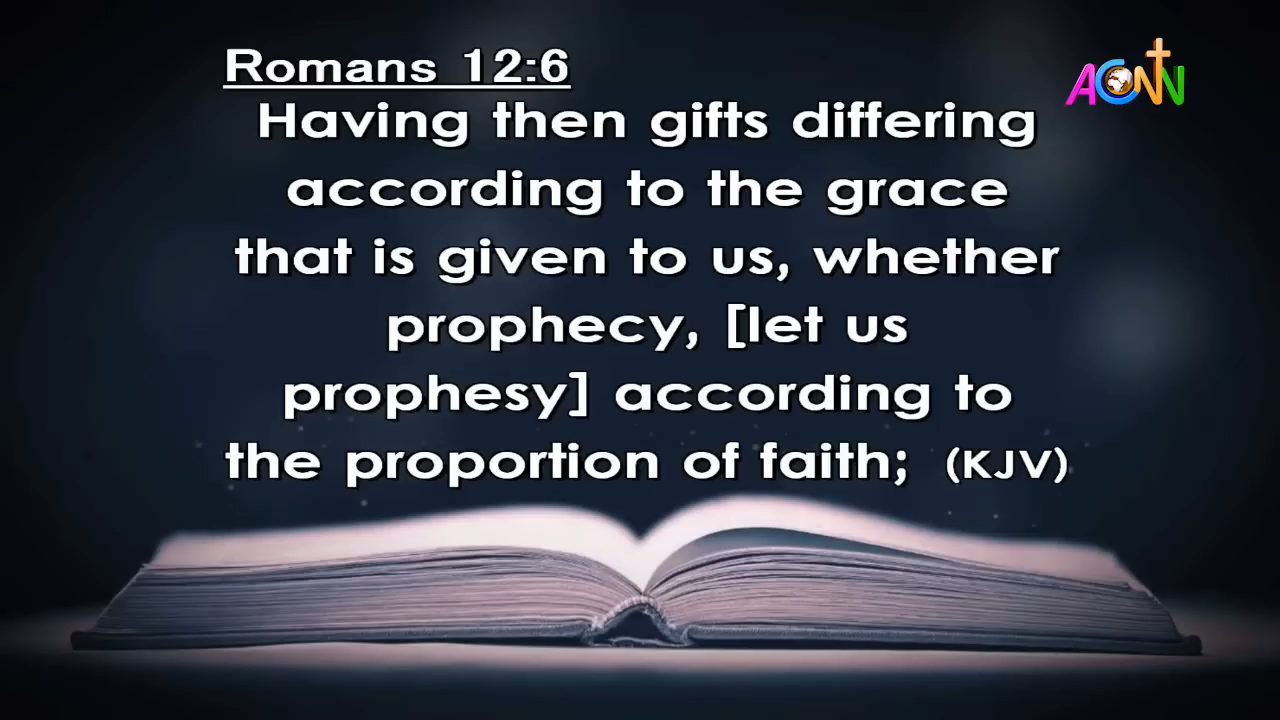 Romans 12:6
ACNN
Having then gifts differing
according to the grace
that is given to us, whether
prophecy, [let us
prophesy] according to
the proportion of faith; (KJV)